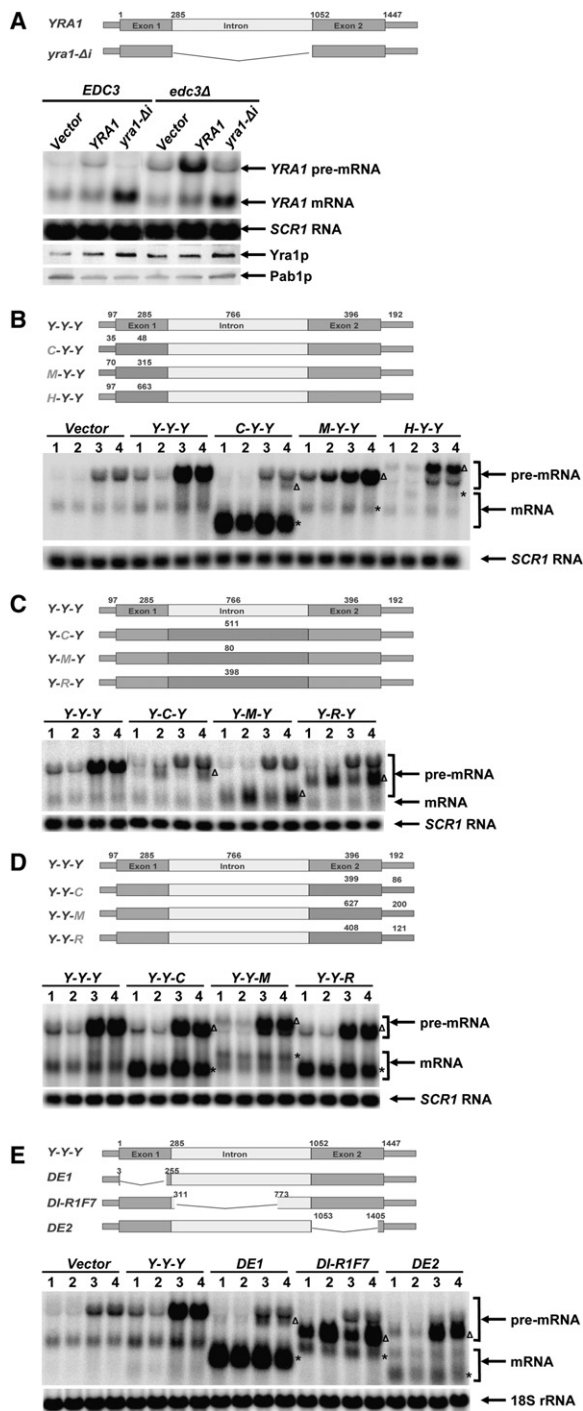 A
1 285 1052 1447
YRA1 Exon 1 Intron Exon 2
yra1-Δi
EDC3 edc3Δ
Vector YRA1 yra1-Δi Vector YRA1 yra1-Δi
YRA1 pre-mRNA
YRA1 mRNA
SCR1 RNA
Yra1p
Pab1p
B
97 285 766 396 192
Y-Y-Y Exon 1 Intron Exon 2
35 48
C-Y-Y
70 315
M-Y-Y
97 663
H-Y-Y
Vector Y-Y-Y C-Y-Y M-Y-Y H-Y-Y
1 2 3 4 1 2 3 4 1 2 3 4 1 2 3 4 1 2 3 4
Δ Δ Δ pre-mRNA
* * * mRNA
SCR1 RNA
C
97 285 766 396 192
Y-Y-Y Exon 1 Intron Exon 2
511
Y-C-Y
80
Y-M-Y
398
Y-R-Y
Y-Y-Y Y-C-Y Y-M-Y Y-R-Y
1 2 3 4 1 2 3 4 1 2 3 4 1 2 3 4
Δ Δ Δ pre-mRNA
mRNA
SCR1 RNA
D
97 285 766 396 192
Y-Y-Y Exon 1 Intron Exon 2
399 86
Y-Y-C
627 200
Y-Y-M
408 121
Y-Y-R
Y-Y-Y Y-Y-C Y-Y-M Y-Y-R
1 2 3 4 1 2 3 4 1 2 3 4 1 2 3 4
Δ Δ Δ pre-mRNA
* * * mRNA
SCR1 RNA
E
1 285 1052 1447
Y-Y-Y Exon 1 Intron Exon 2
3 255
DE1
311 773
DI-R1F7
1053 1405
DE2
Vector Y-Y-Y DE1 DI-R1F7 DE2
1 2 3 4 1 2 3 4 1 2 3 4 1 2 3 4 1 2 3 4
Δ Δ Δ pre-mRNA
* * * mRNA
18S rRNA